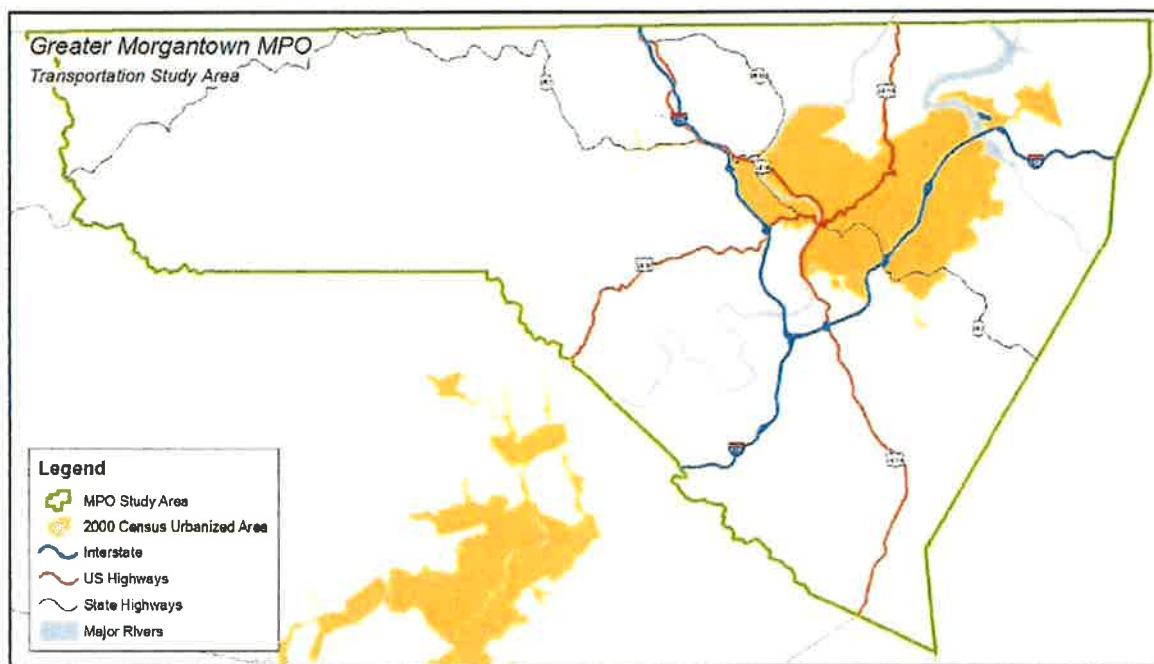 Greater Morgantown MPO
Transportation Study Area
Legend
MPO Study Area
2000 Census Urbanized Area
Interstate
US Highways
State Highways
Major Rivers